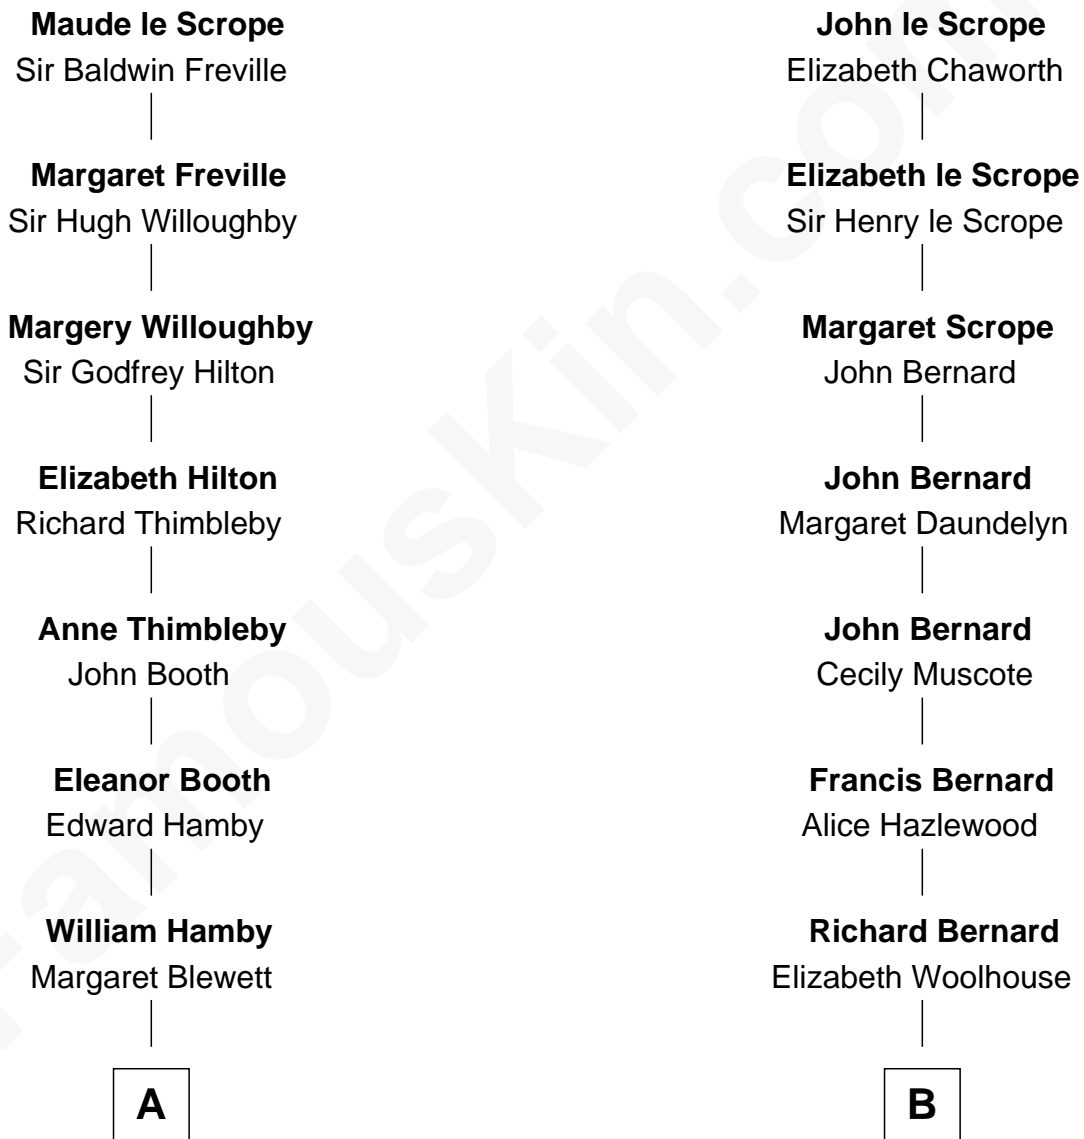 Maude le Scrope
Sir Baldwin Freville
Margaret Freville
Sir Hugh Willoughby
Margery Willoughby
Sir Godfrey Hilton
Elizabeth Hilton
Richard Thimbleby
Anne Thimbleby
John Booth
Eleanor Booth
Edward Hamby
William Hamby
Margaret Blewett
A
John le Scrope
Elizabeth Chaworth
Elizabeth le Scrope
Sir Henry le Scrope
Margaret Scrope
John Bernard
John Bernard
Margaret Daundelyn
John Bernard
Cecily Muscote
Francis Bernard
Alice Hazlewood
Richard Bernard
Elizabeth Woolhouse
B
FamousKin.com